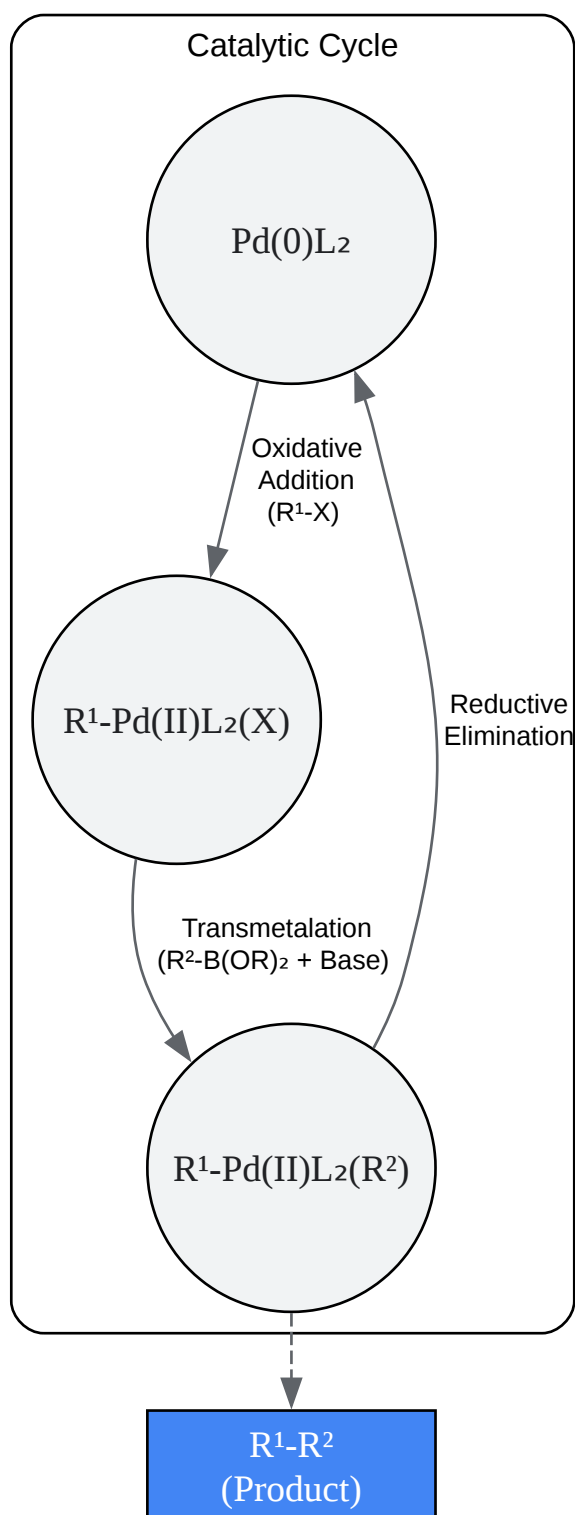 Catalytic Cycle
Pd(0)L₂
Oxidative
Addition
(R¹-X)
R¹-Pd(II)L₂(X)
Reductive
Elimination
Transmetalation
(R²-B(OR)₂ + Base)
R¹-Pd(II)L₂(R²)
R¹-R²
(Product)